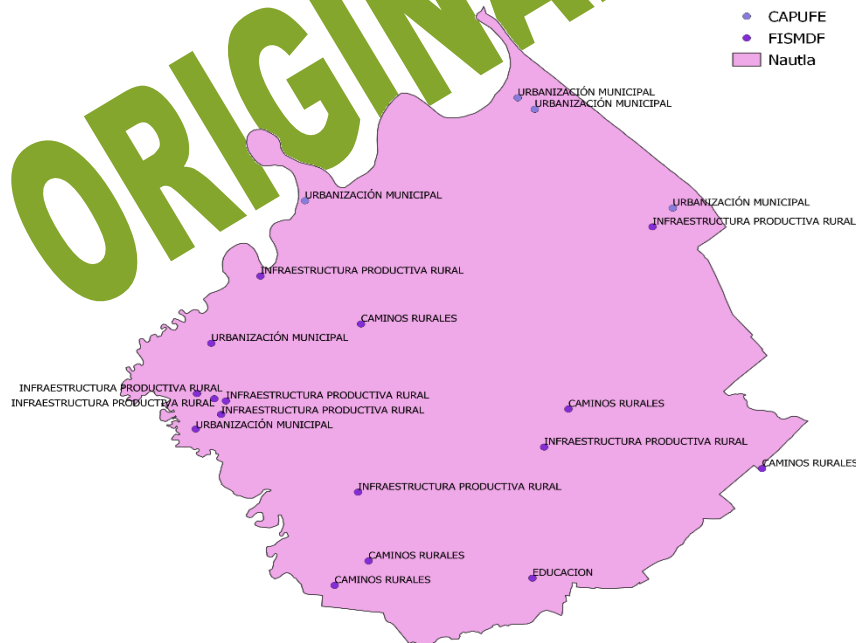 ORIGINA
CAPUFE
FISMDF
Nautla
URBANIZACIÓN MUNICIPAL
URBANIZACIÓN MUNICIPAL
URBANIZACIÓN MUNICIPAL
URBANIZACIÓN MUNICIPAL
INFRAESTRUCTURA PRODUCTIVA RURAL
INFRAESTRUCTURA PRODUCTIVA RURAL
CAMINOS RURALES
URBANIZACIÓN MUNICIPAL
INFRAESTRUCTURA PRODUCTIVA RURAL
INFRAESTRUCTURA PRODUCTIVA RURAL
INFRAESTRUCTURA PRODUCTIVA RURAL
INFRAESTRUCTURA PRODUCTIVA RURAL
CAMINOS RURALES
URBANIZACIÓN MUNICIPAL
INFRAESTRUCTURA PRODUCTIVA RURAL
CAMINOS RURALES
INFRAESTRUCTURA PRODUCTIVA RURAL
CAMINOS RURALES
CAMINOS RURALES
EDUCACION